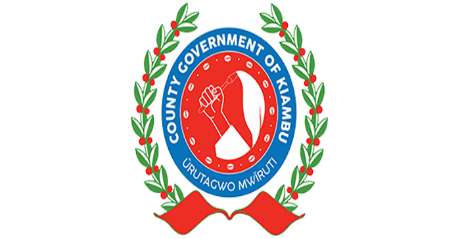 COUNTY GOVERNMENT OF KIAMBU
ŨRUTAGWO MWĨRUTI